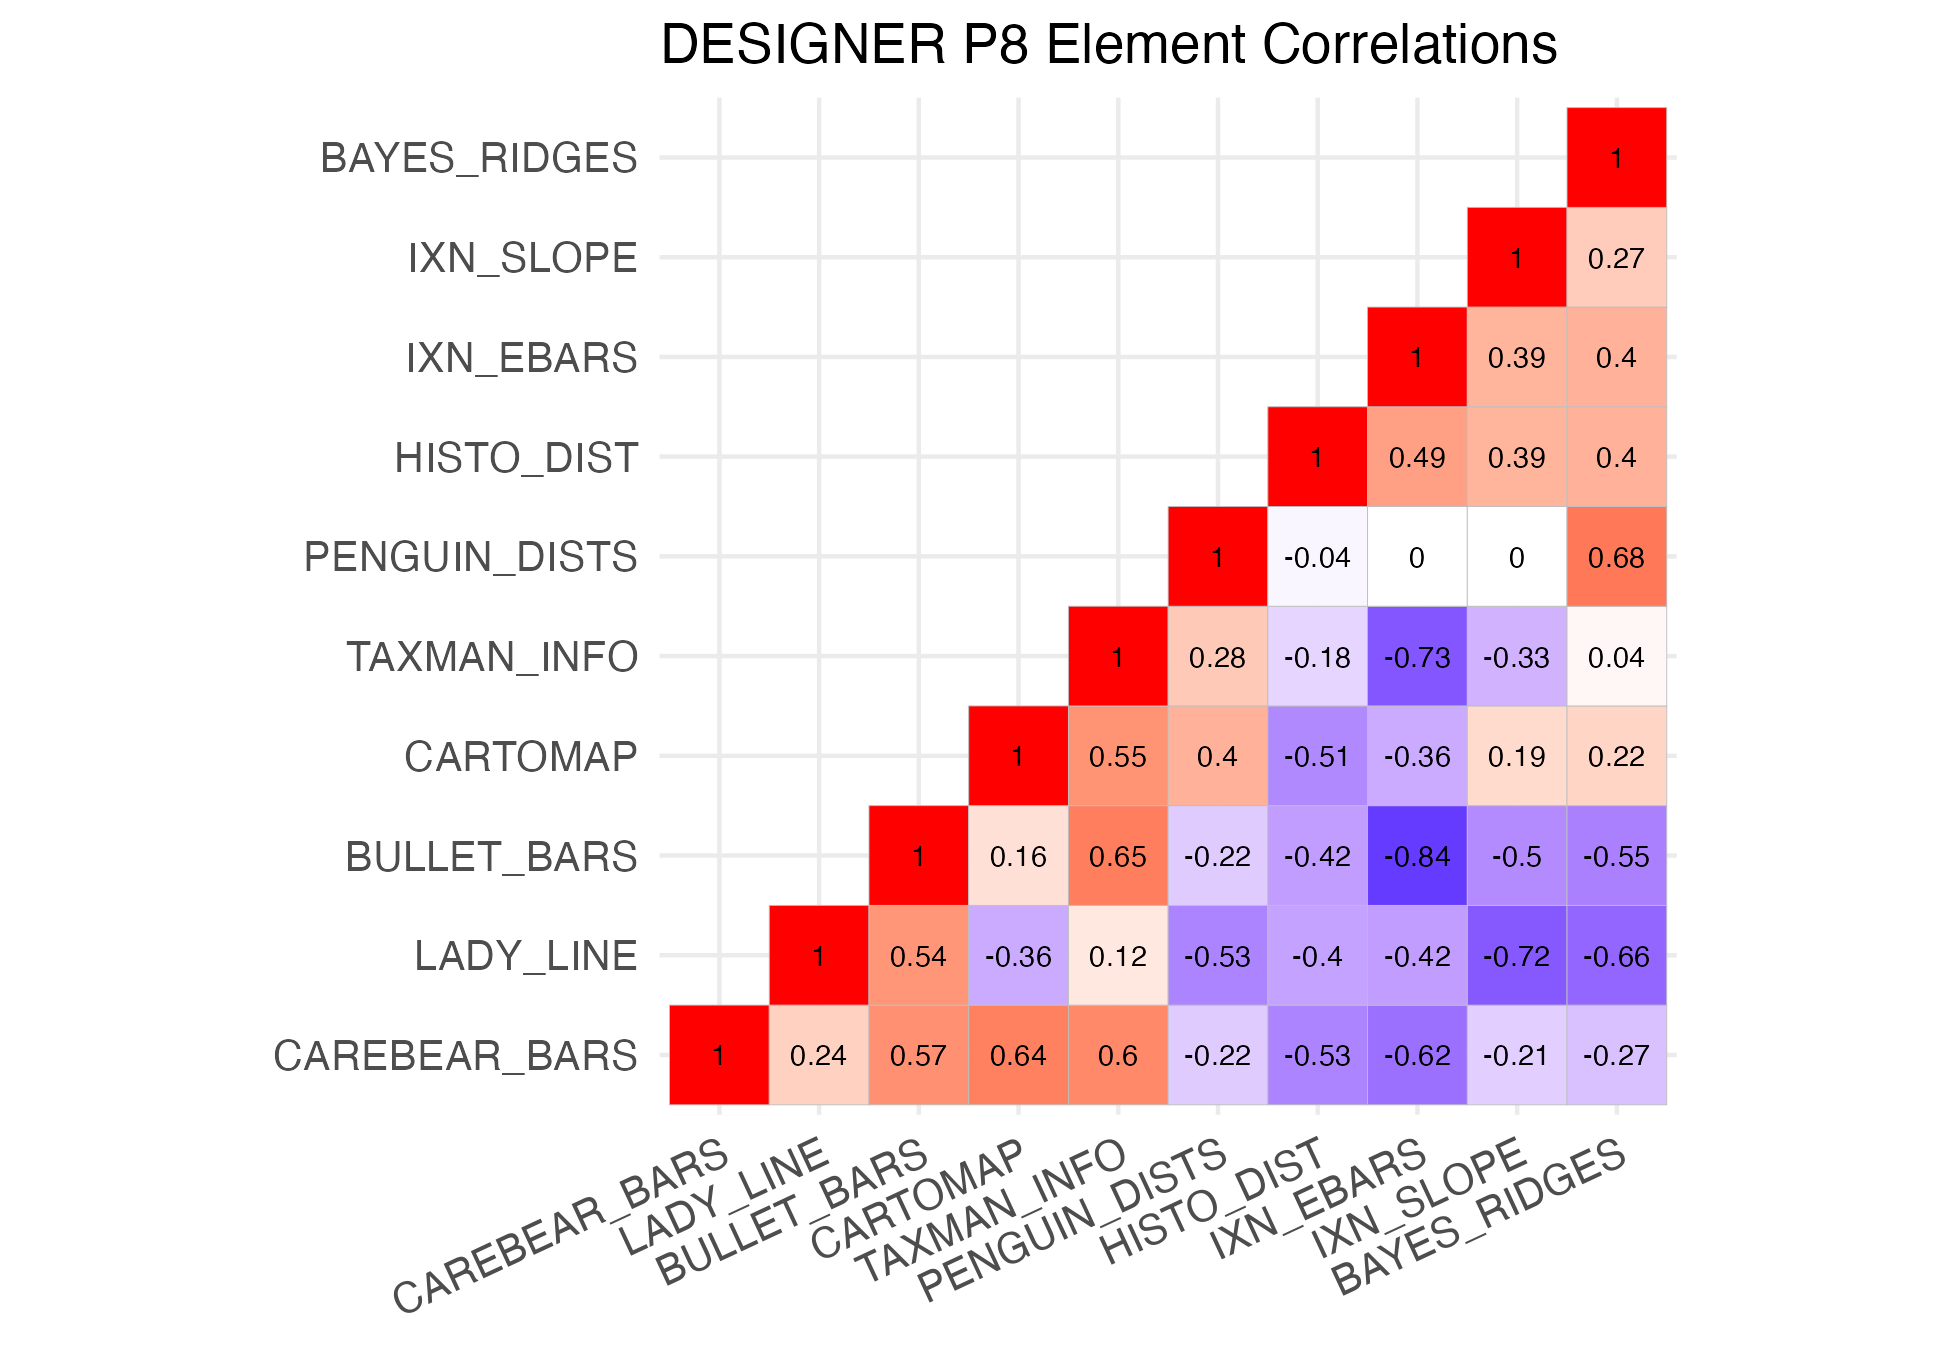 DESIGNER P8 Element Correlations
BAYES_RIDGES 1
IXN_SLOPE 1 0.27
IXN_EBARS 1 0.39 0.4
HISTO_DIST 1 0.49 0.39 0.4
PENGUIN_DISTS 1 -0.04 0 0 0.68
TAXMAN_INFO 1 0.28 -0.18 -0.73 -0.33 0.04
CARTOMAP 1 0.55 0.4 -0.51 -0.36 0.19 0.22
BULLET_BARS 1 0.16 0.65 -0.22 -0.42 -0.84 -0.5 -0.55
LADY_LINE 1 0.54 -0.36 0.12 -0.53 -0.4 -0.42 -0.72 -0.66
CAREBEAR_BARS 1 0.24 0.57 0.64 0.6 -0.22 -0.53 -0.62 -0.21 -0.27
CAREBEAR_BARS
LADY_LINE
BULLET_BARS
CARTOMAP
TAXMAN_INFO
PENGUIN_DISTS
HISTO_DIST
IXN_EBARS
IXN_SLOPE
BAYES_RIDGES